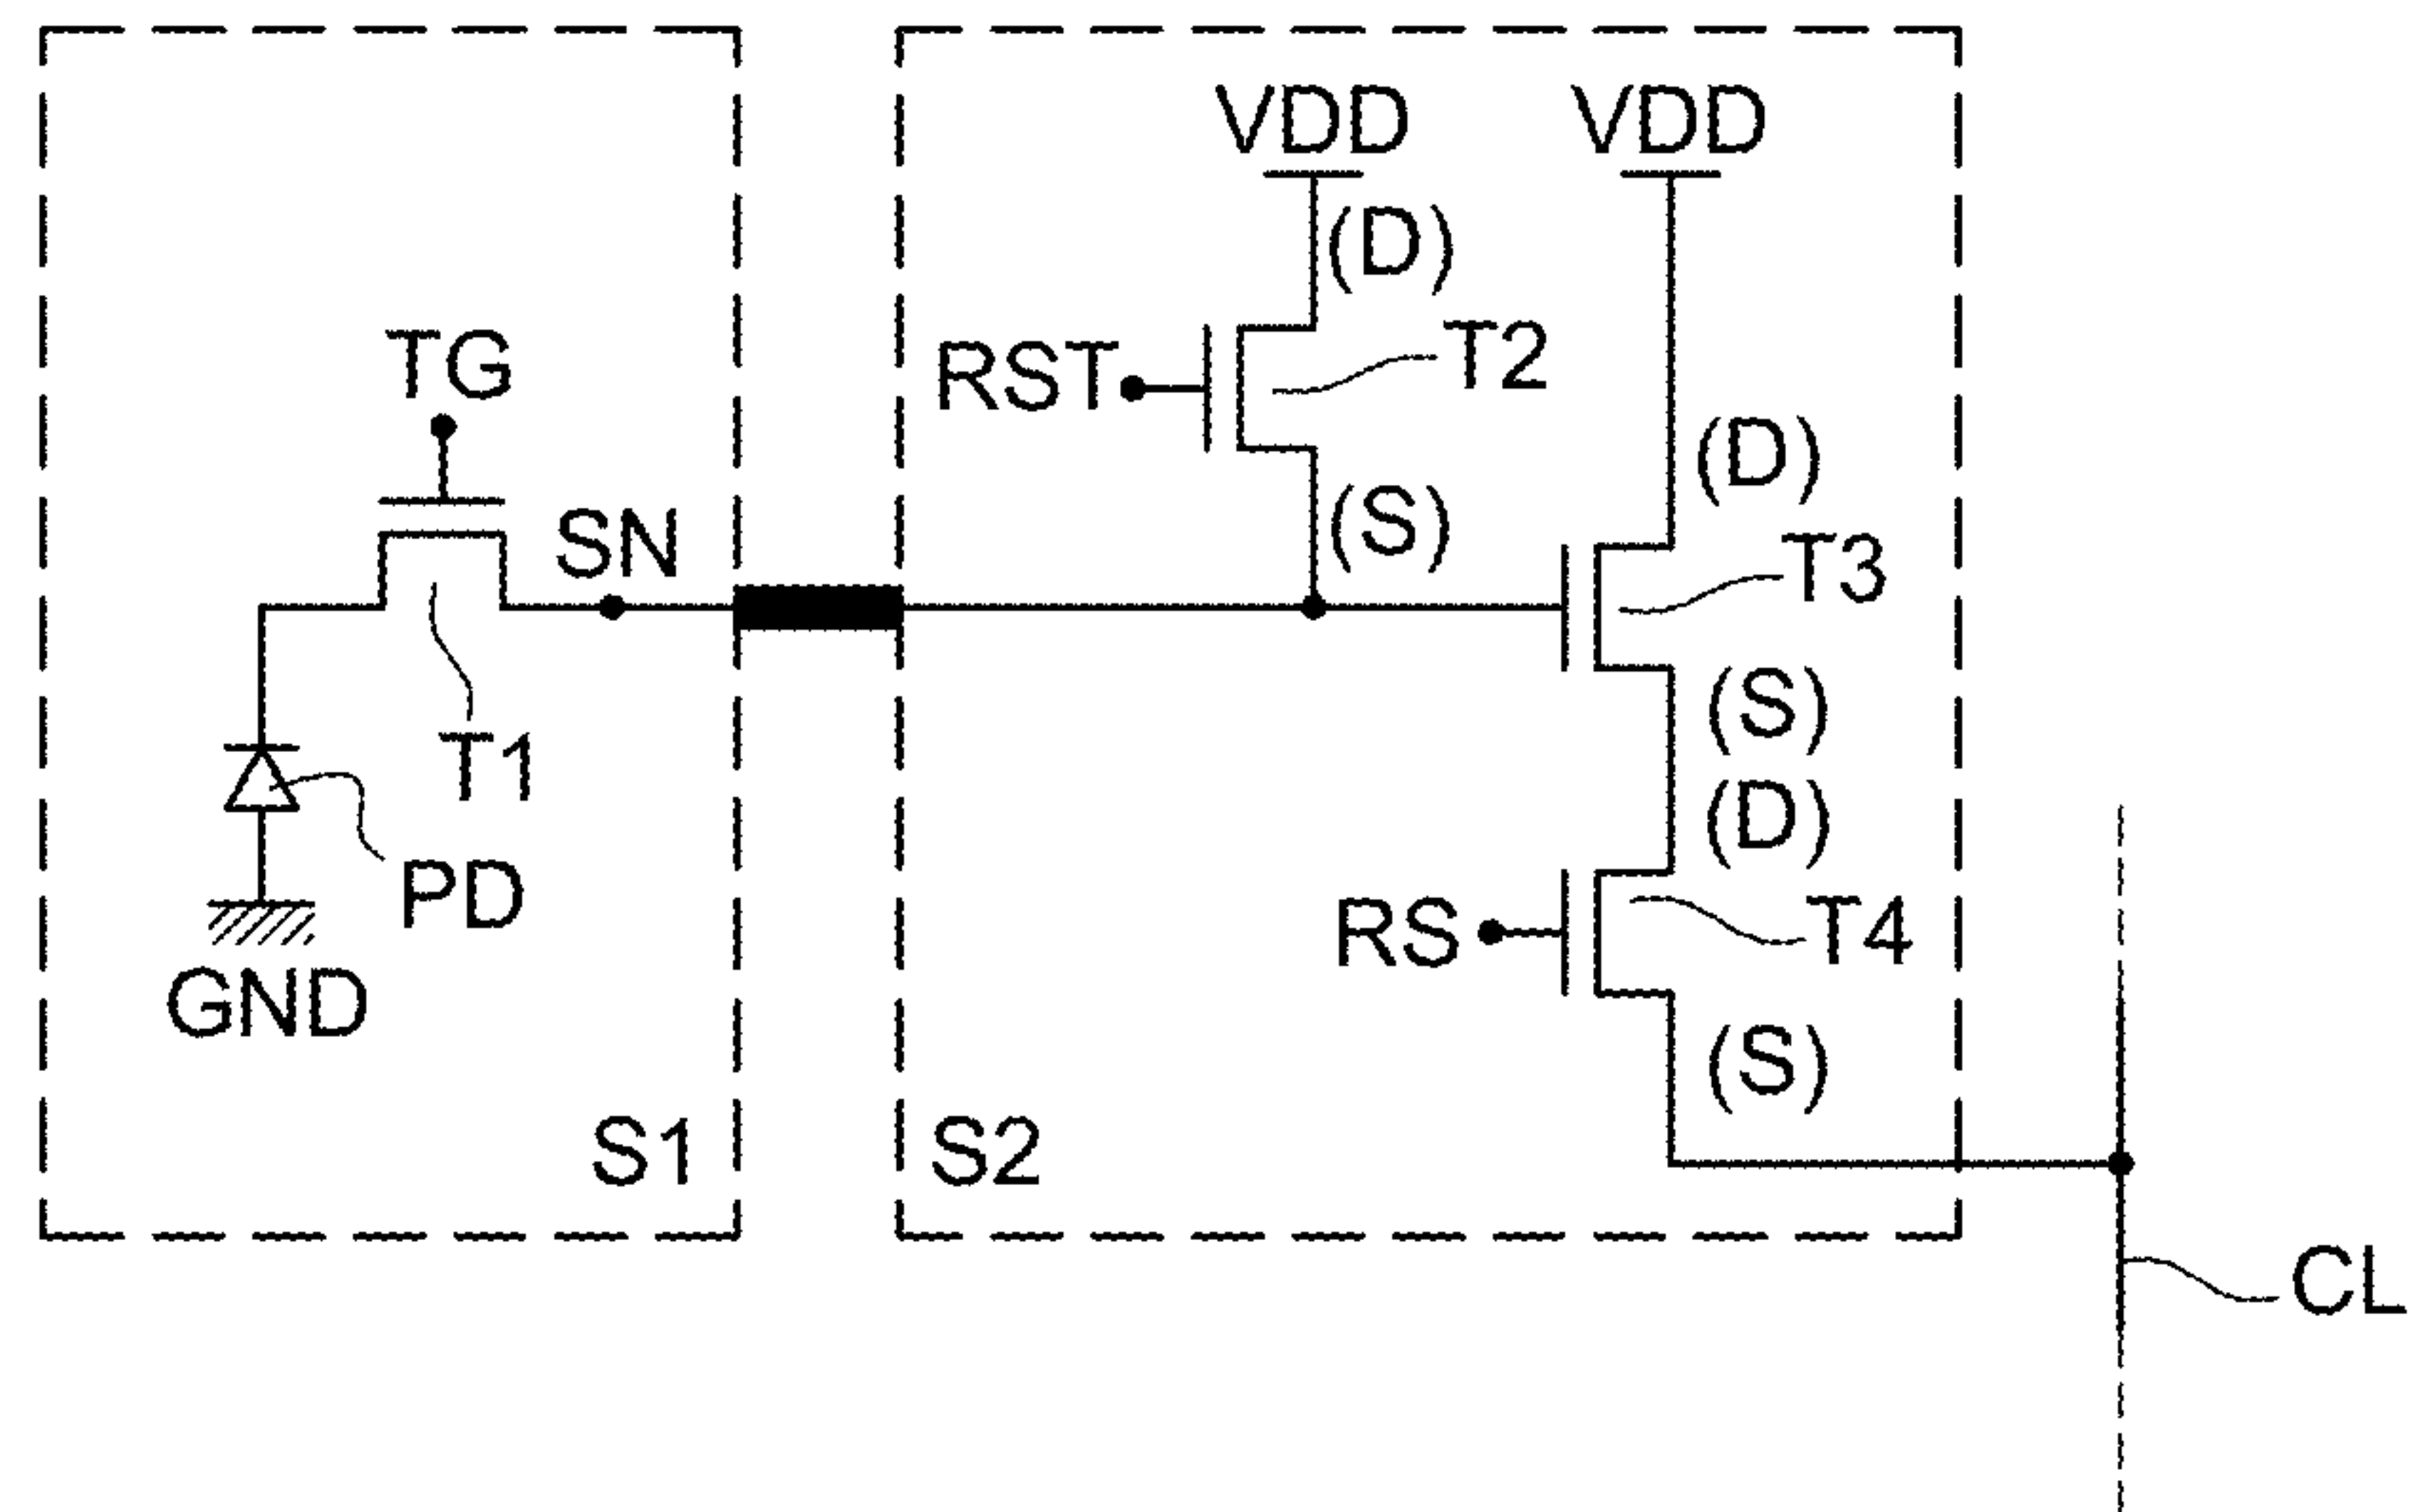 VDD
VDD
(D)
TG
RST
T2
(D)
SN
(S)
T3
(S)
T1
(D)
PD
RS
T4
GND
(S)
S1
S2
CL